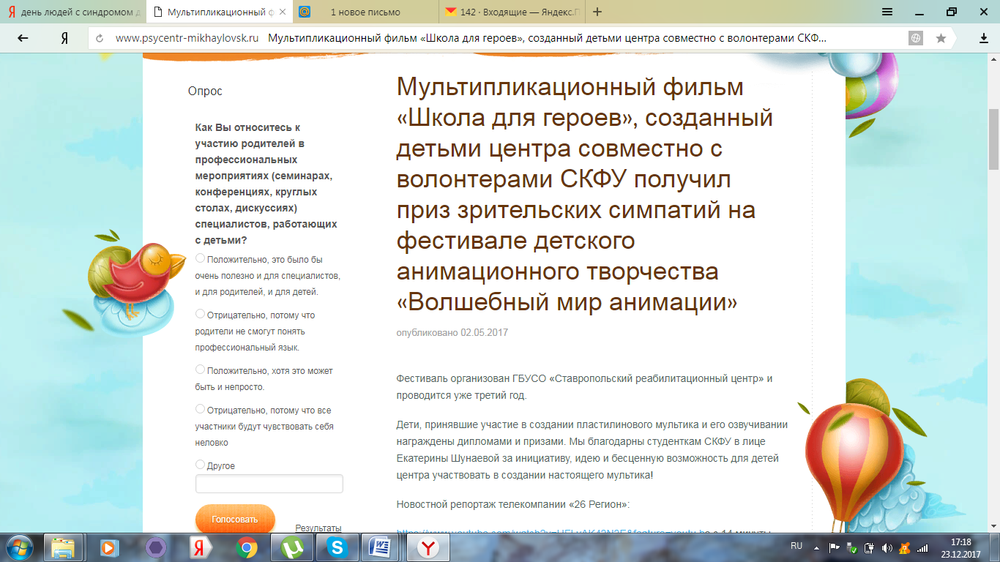 день людей с синдромом д
Мультипликационный ф
1 новое письмо
142 · Входящие — Яндекс.П
www.psycentr-mikhaylovsk.ru Мультипликационный фильм «Школа для героев», созданный детьми центра совместно с волонтерами СКФ...
Опрос
Как Вы относитесь к
участию родителей в
профессиональных
мероприятиях (семинарах,
конференциях, круглых
столах, дискуссиях)
специалистов, работающих
с детьми?
Положительно, это было бы
очень полезно и для специалистов,
и для родителей, и для детей.
Отрицательно, потому что
родители не смогут понять
профессиональный язык.
Положительно, хотя это может
быть и непросто.
Отрицательно, потому что все
участники будут чувствовать себя
неловко
Другое
Голосовать
Результаты
Мультипликационный фильм
«Школа для героев», созданный
детьми центра совместно с
волонтерами СКФУ получил
приз зрительских симпатий на
фестивале детского
анимационного творчества
«Волшебный мир анимации»
опубликовано 02.05.2017
Фестиваль организован ГБУСО «Ставропольский реабилитационный центр» и
проводится уже третий год.
Дети, принявшие участие в создании пластилинового мультика и его озвучивании
награждены дипломами и призами. Мы благодарны студенткам СКФУ в лице
Екатерины Шунаевой за инициативу, идею и бесценную возможность для детей
центра участвовать в создании настоящего мультика!
Новостной репортаж телекомпании «26 Регион»:
RU
17:18
23.12.2017